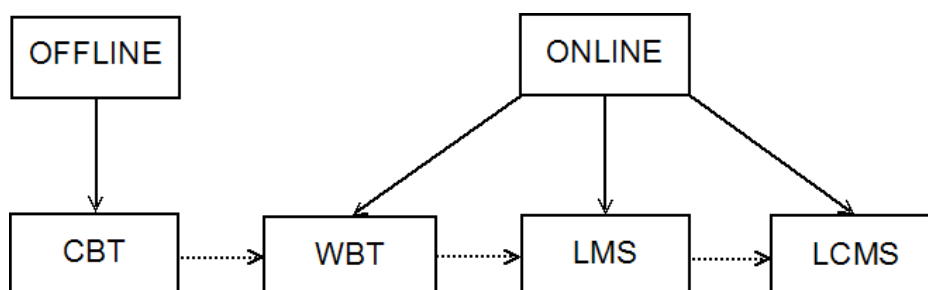 OFFLINE
ONLINE
CBT
WBT
LMS
LCMS